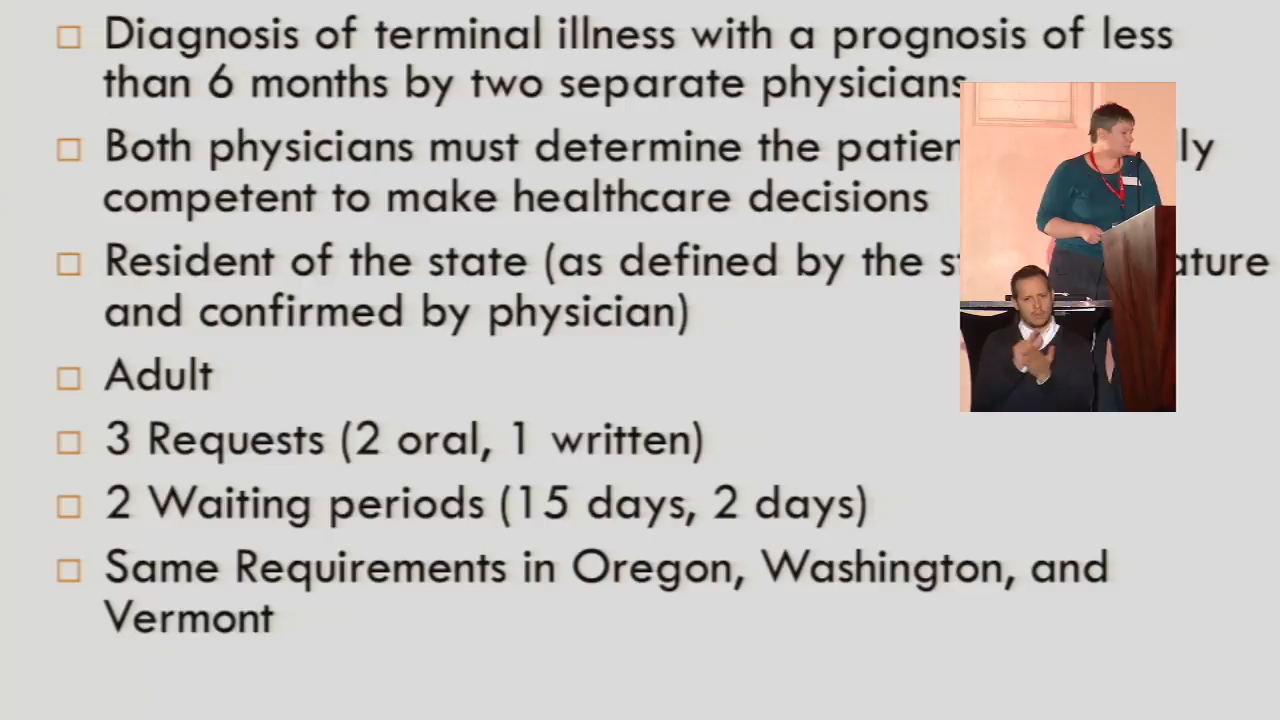 Diagnosis of terminal illness with a prognosis of less
than 6 months by two separate physicians
Both physicians must determine the patien ly
competent to make healthcare decisions
Resident of the state (as defined by the st ature
and confirmed by physician)
Adult
3 Requests (2 oral, 1 written)
2 Waiting periods (15 days, 2 days)
Same Requirements in Oregon, Washington, and
Vermont